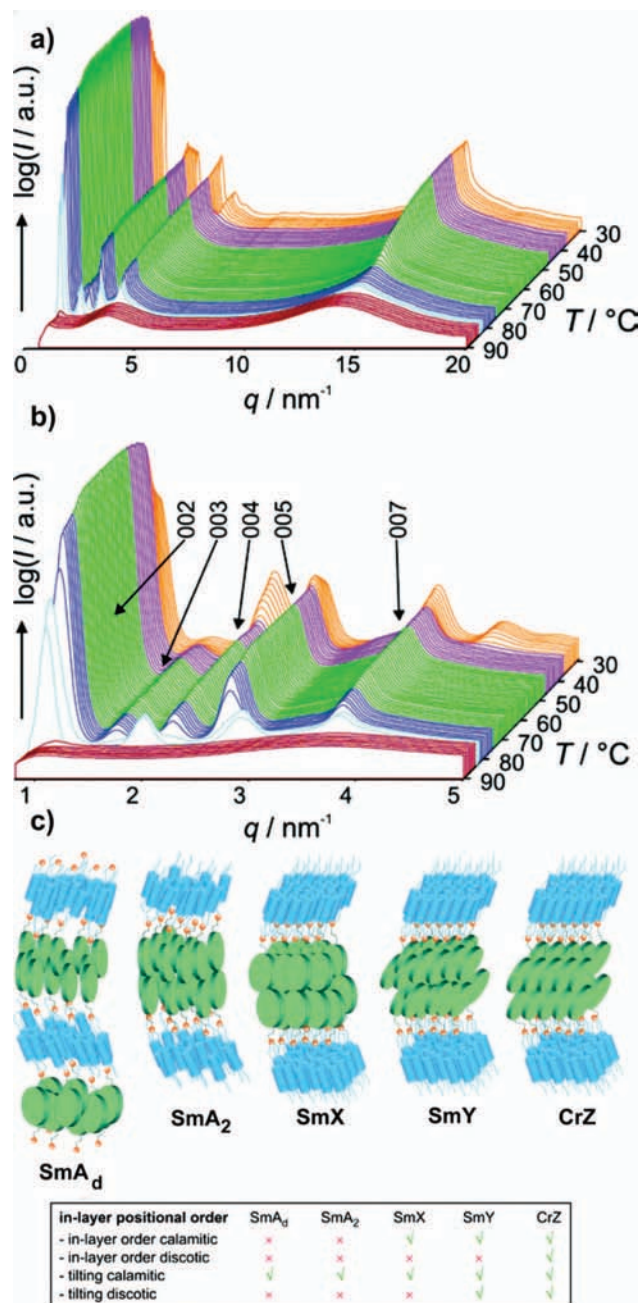 a)
log(I / a.u.)
0
5
10
15
20
q / nm⁻¹
30
40
50
60
70
80
90
T / °C
b)
log(I / a.u.)
002
003
004
005
007
1
2
3
4
5
q / nm⁻¹
30
40
50
60
70
80
90
T / °C
c)
SmA_d
SmA₂
SmX
SmY
CrZ
in-layer positional order SmA_d SmA₂ SmX SmY CrZ
- in-layer order calamitic × × √ √ √
- in-layer order discotic × × × × √
- tilting calamitic √ √ √ √ √
- tilting discotic × × × √ √